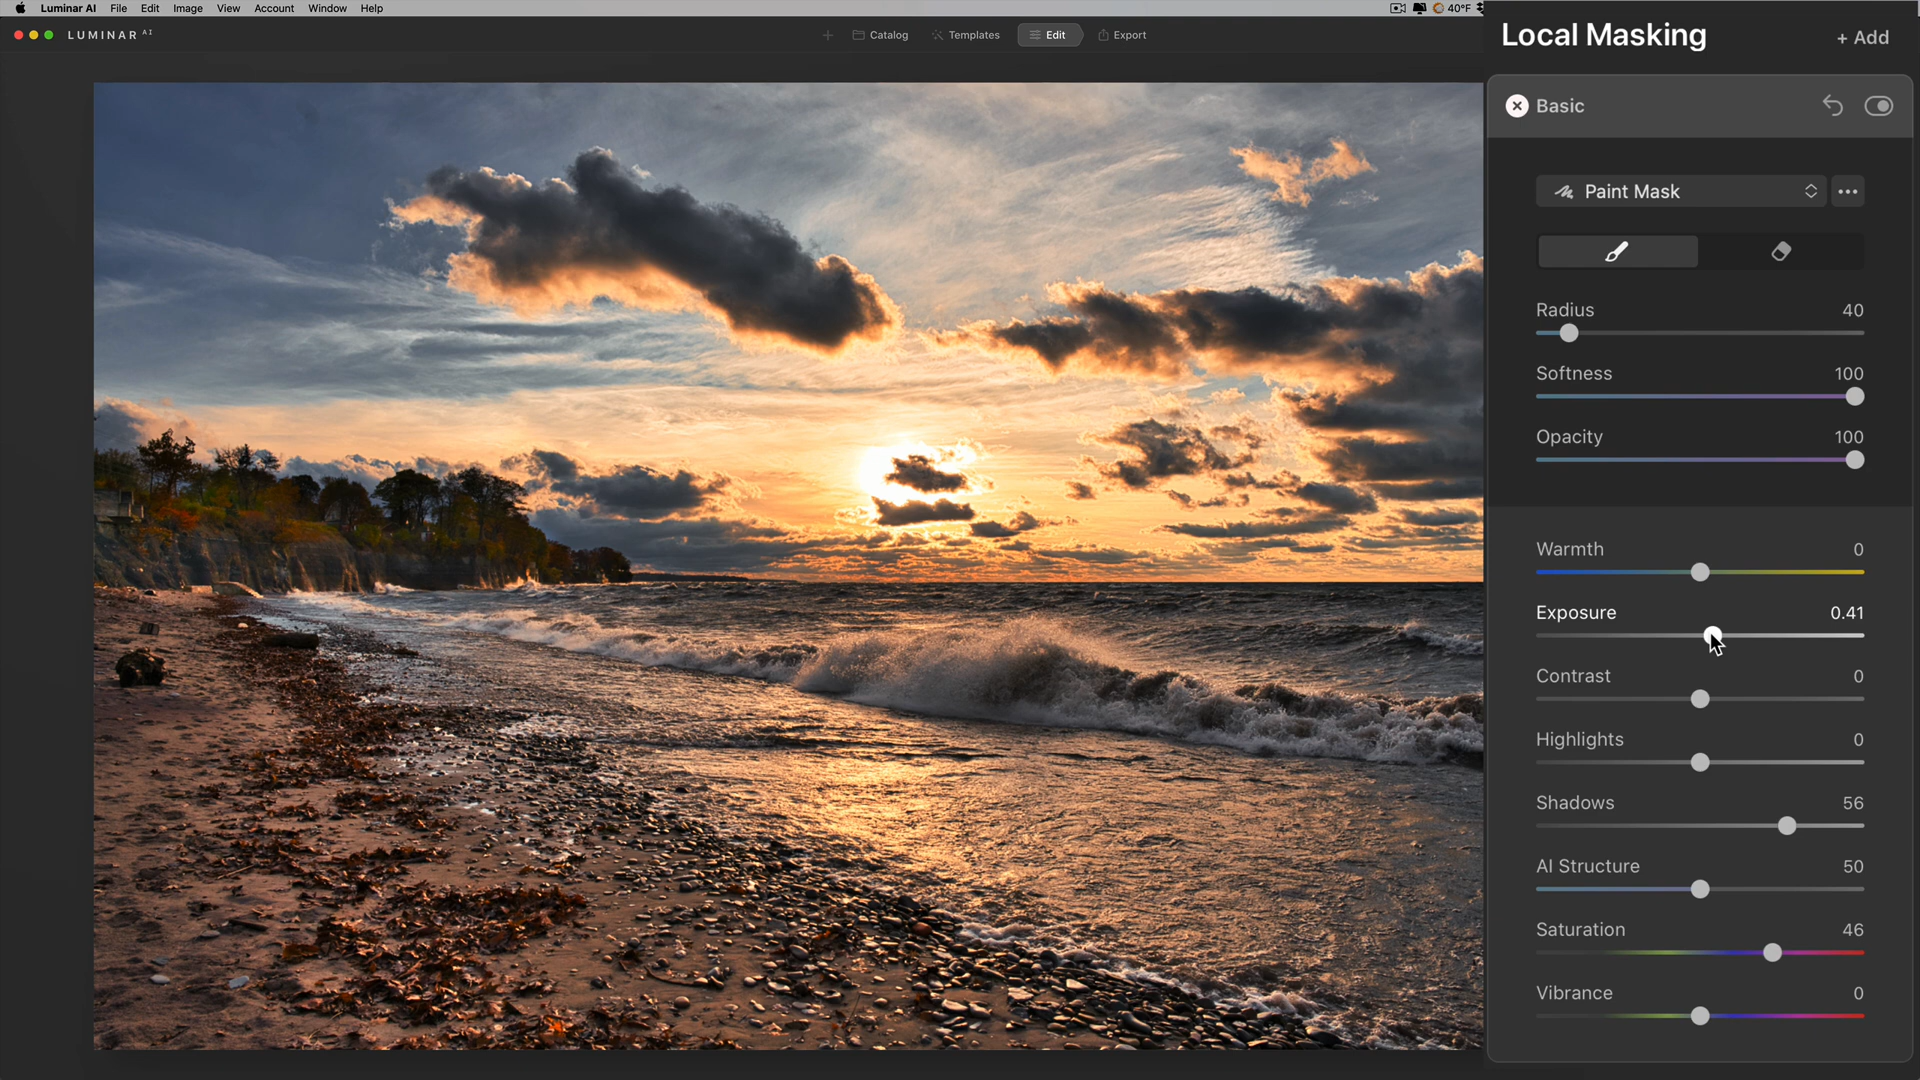 Luminar AI File Edit Image View Account Window Help 40°F
LUMINAR AI
Catalog Templates Edit Export
Local Masking + Add
Basic
Paint Mask
Radius 40
Softness 100
Opacity 100
Warmth 0
Exposure 0.41
Contrast 0
Highlights 0
Shadows 56
AI Structure 50
Saturation 46
Vibrance 0